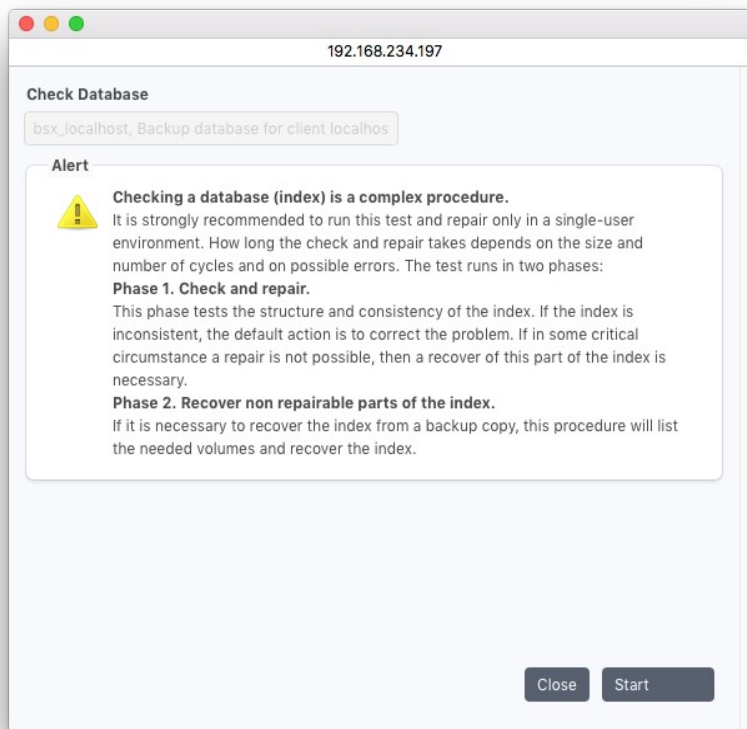 192.168.234.197
Check Database
bsx_localhost, Backup database for client localhos
Alert
Checking a database (index) is a complex procedure.
It is strongly recommended to run this test and repair only in a single-user
environment. How long the check and repair takes depends on the size and
number of cycles and on possible errors. The test runs in two phases:
Phase 1. Check and repair.
This phase tests the structure and consistency of the index. If the index is
inconsistent, the default action is to correct the problem. If in some critical
circumstance a repair is not possible, then a recover of this part of the index is
necessary.
Phase 2. Recover non repairable parts of the index.
If it is necessary to recover the index from a backup copy, this procedure will list
the needed volumes and recover the index.
Close Start